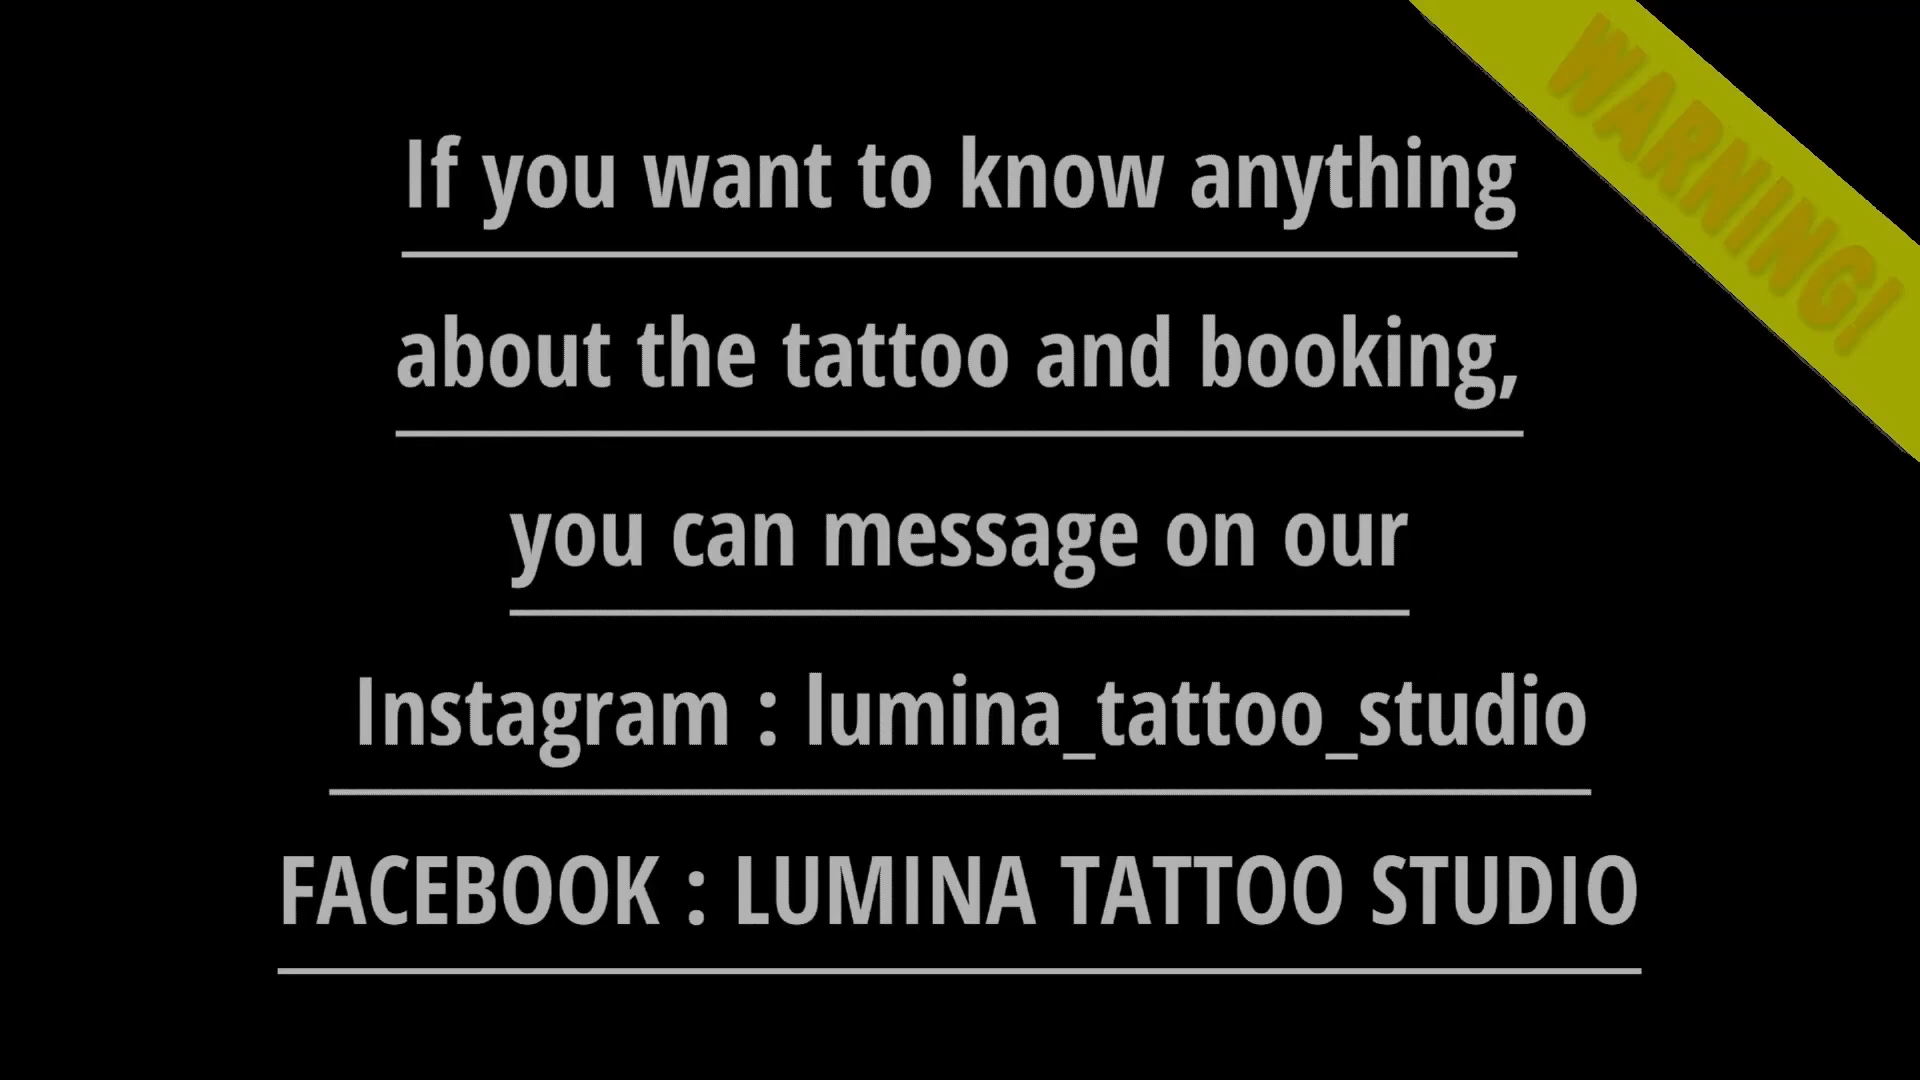 WARNING!
If you want to know anything
about the tattoo and booking,
you can message on our
Instagram : lumina_tattoo_studio
FACEBOOK : LUMINA TATTOO STUDIO